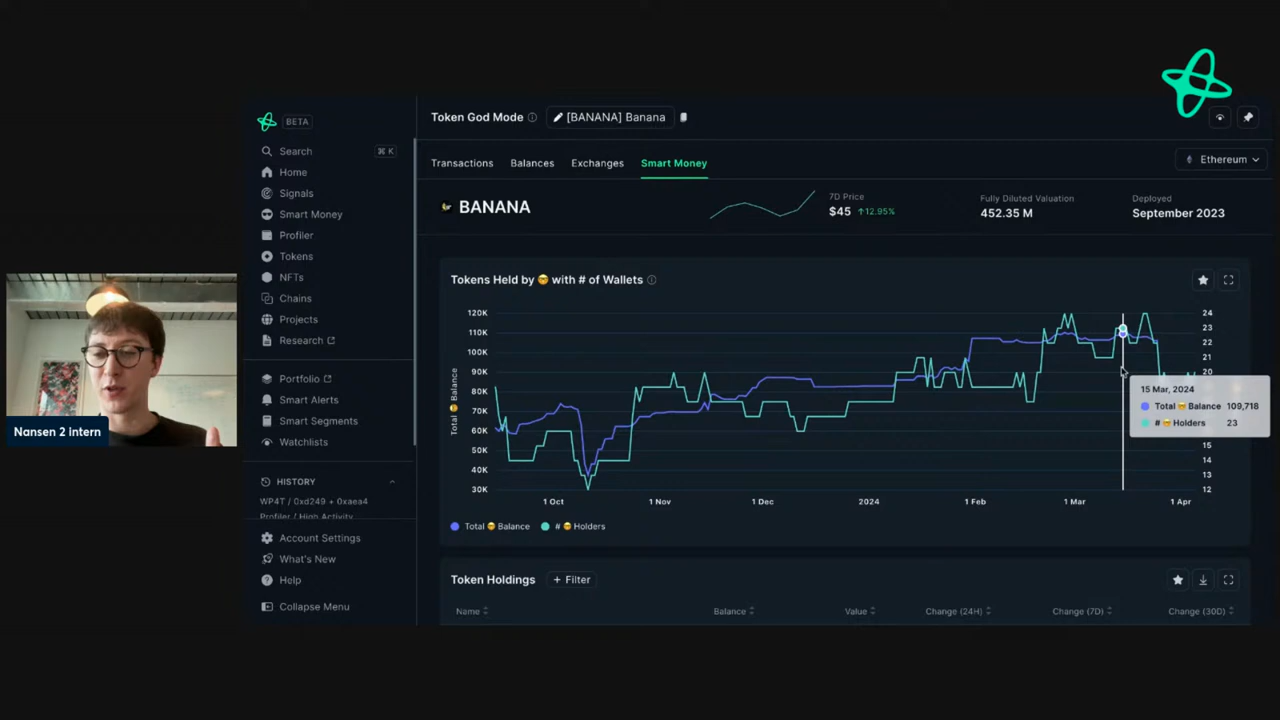 BETA
Search
⌘ K
Home
Signals
Smart Money
Profiler
Tokens
NFTs
Chains
Projects
Research
Portfolio
Smart Alerts
Smart Segments
Watchlists
HISTORY
WP4T / 0xd249 + 0xaea4
Profiler / High Activity
Account Settings
What's New
Help
Collapse Menu
Nansen 2 Intern
Token God Mode
[BANANA] Banana
Transactions
Balances
Exchanges
Smart Money
Ethereum
BANANA
7D Price
$45 ↑12.95%
Fully Diluted Valuation
452.35 M
Deployed
September 2023
Tokens Held by 🤓 with # of Wallets
Total 🤓 Balance
120K
110K
100K
90K
80K
70K
60K
50K
40K
30K
24
23
22
21
20
15
14
13
12
1 Oct
1 Nov
1 Dec
2024
1 Feb
1 Mar
1 Apr
15 Mar, 2024
Total 🤓 Balance 109,718
# 🤓 Holders 23
Total 🤓 Balance
# 🤓 Holders
Token Holdings
+ Filter
Name
Balance
Value
Change (24H)
Change (7D)
Change (30D)